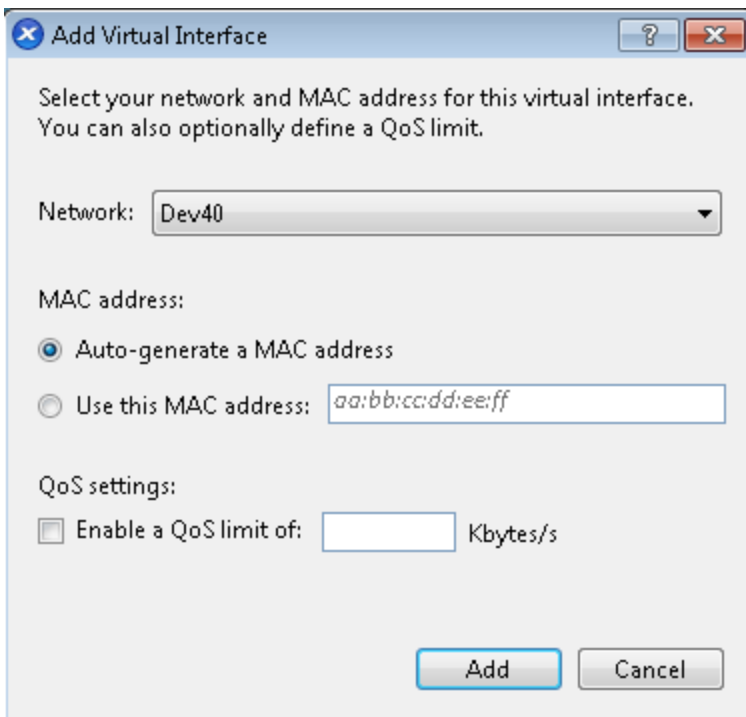 Add Virtual Interface
?
Select your network and MAC address for this virtual interface.
You can also optionally define a QoS limit.
Network: Dev40
MAC address:
Auto-generate a MAC address
Use this MAC address: aa:bb:cc:dd:ee:ff
QoS settings:
Enable a QoS limit of: Kbytes/s
Add Cancel